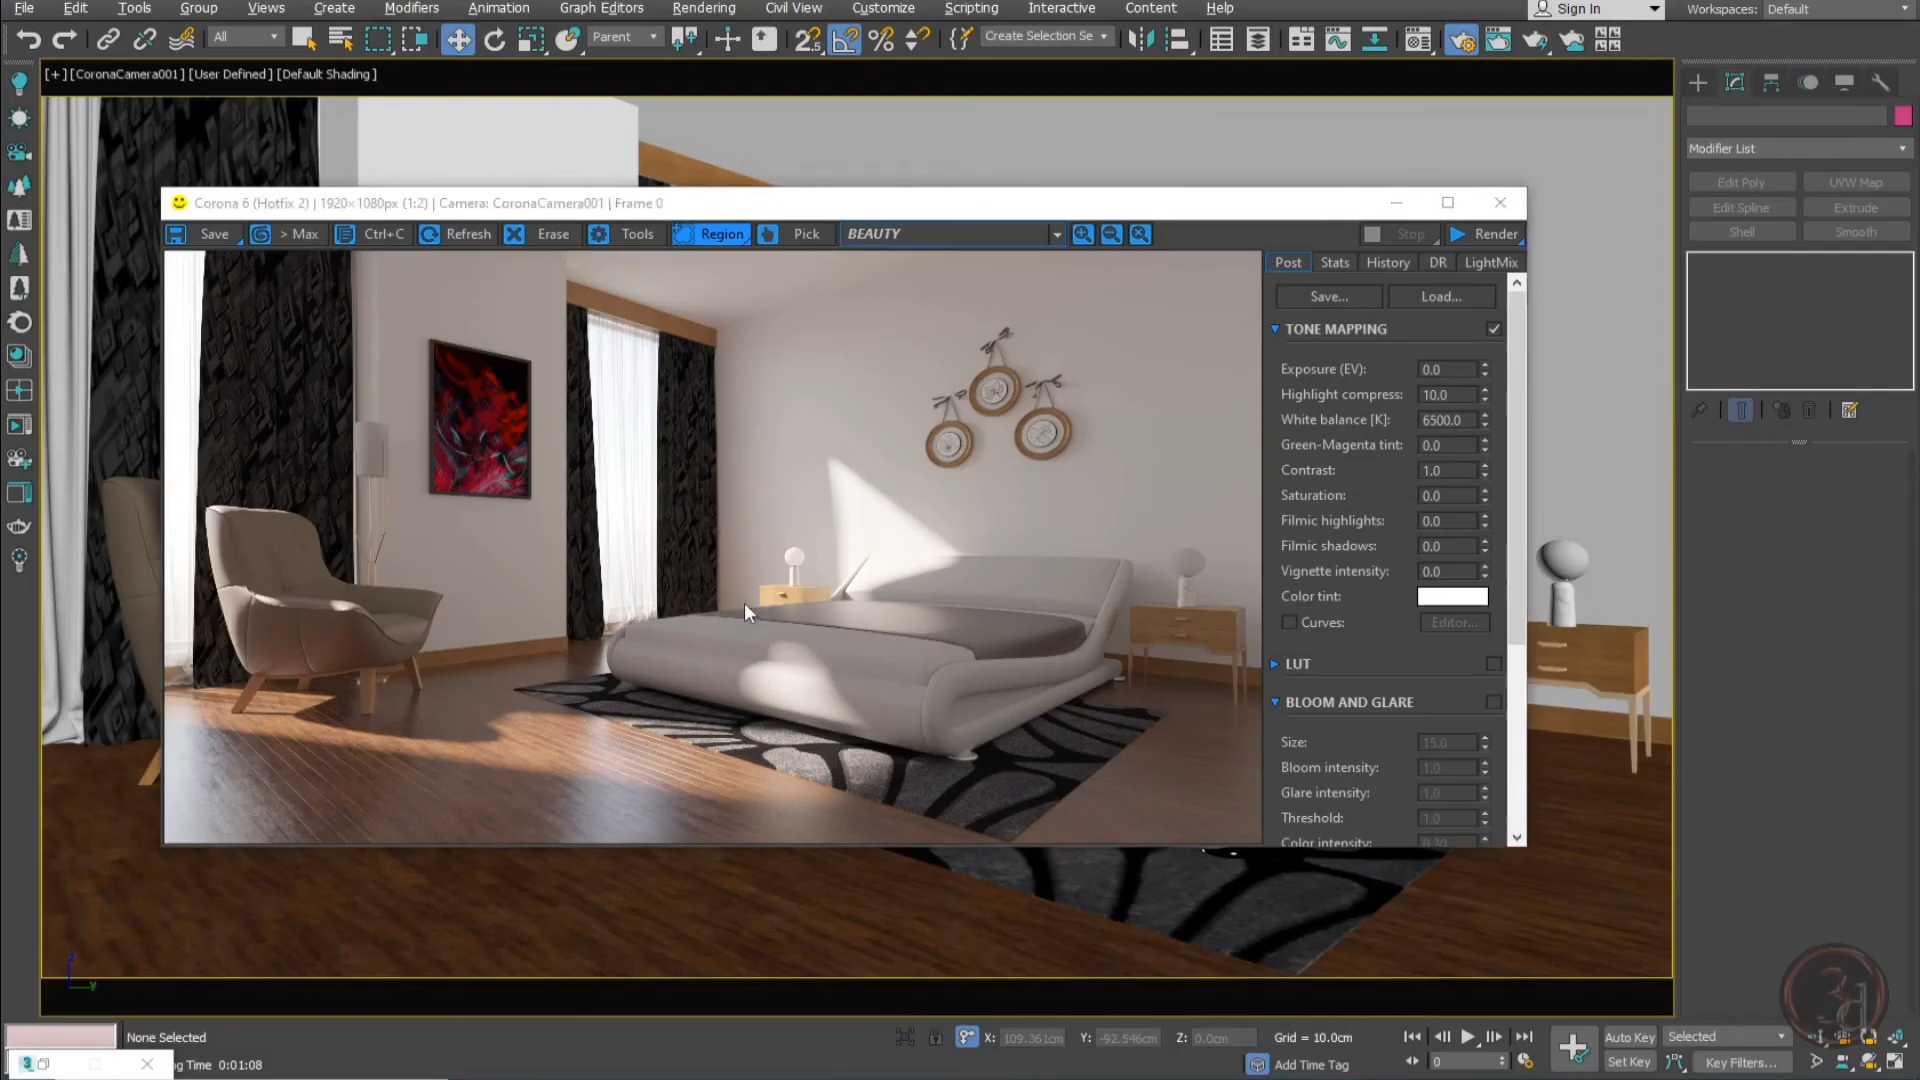 File Edit Tools Group Views Create Modifiers Animation Graph Editors Rendering Civil View Customize Scripting Interactive Content Help Sign In Workspaces: Default
All Parent Create Selection Se
[+] [CoronaCamera001] [User Defined] [Default Shading]
Modifier List
Edit Poly UVW Map
Edit Spline Extrude
Shell Smooth
Corona 6 (Hotfix 2) | 1920×1080px (1:2) | Camera: CoronaCamera001 | Frame 0
Save > Max Ctrl+C Refresh Erase Tools Region Pick BEAUTY Stop Render
Post Stats History DR LightMix
Save... Load...
TONE MAPPING
Exposure (EV): 0.0
Highlight compress: 10.0
White balance [K]: 6500.0
Green-Magenta tint: 0.0
Contrast: 1.0
Saturation: 0.0
Filmic highlights: 0.0
Filmic shadows: 0.0
Vignette intensity: 0.0
Color tint:
Curves: Editor...
LUT
BLOOM AND GLARE
Size: 15.0
Bloom intensity: 1.0
Glare intensity: 1.0
Threshold: 1.0
Color intensity: 0.30
z
y
3d
None Selected X: 109.361cm Y: -92.546cm Z: 0.0cm Grid = 10.0cm Auto Key Selected
3 g Time 0:01:08 Add Time Tag 0 Set Key Key Filters...